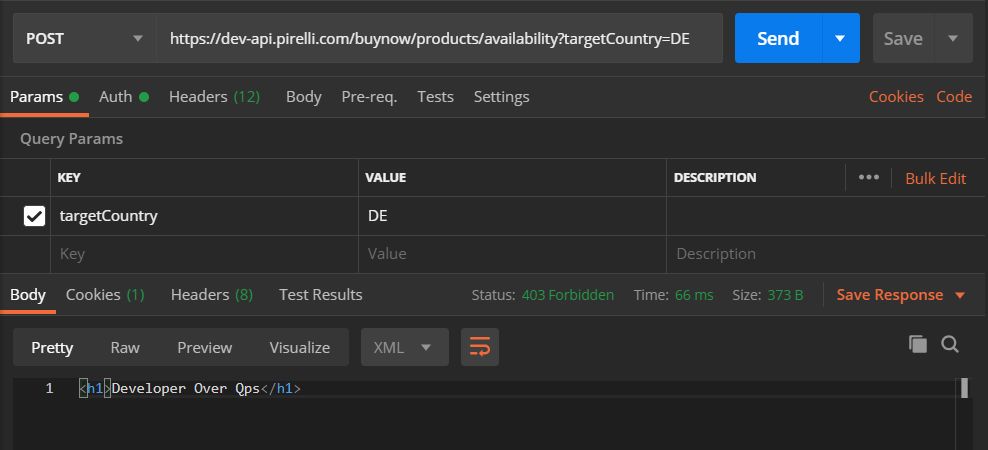 POST https://dev-api.pirelli.com/buynow/products/availability?targetCountry=DE Send Save
Params Auth Headers (12) Body Pre-req. Tests Settings Cookies Code
Query Params
KEY VALUE DESCRIPTION ••• Bulk Edit
targetCountry DE
Key Value Description
Body Cookies (1) Headers (8) Test Results Status: 403 Forbidden Time: 66 ms Size: 373 B Save Response
Pretty Raw Preview Visualize XML
1 <h1>Developer Over Qps</h1>